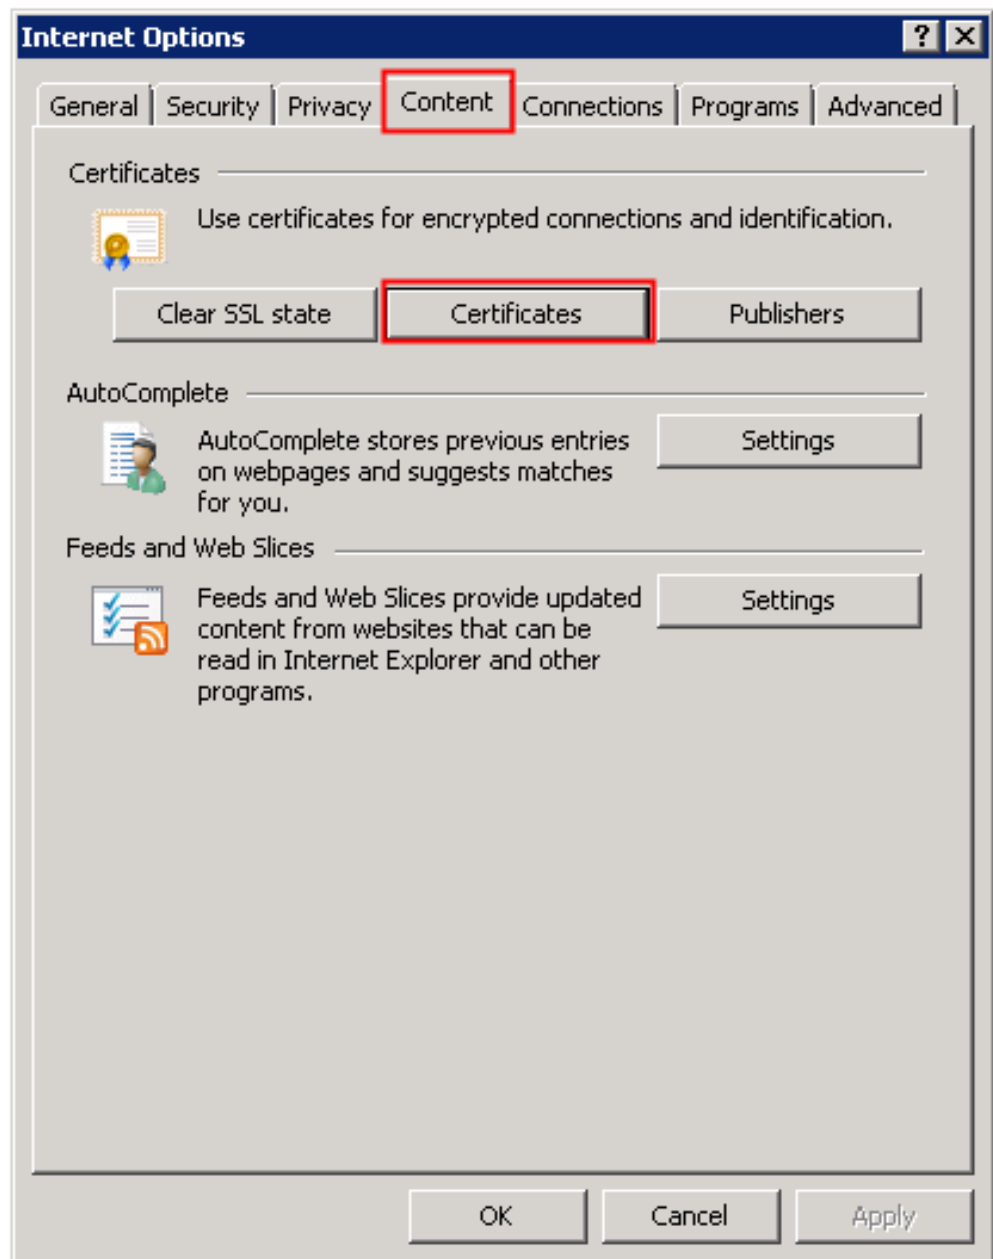 Internet Options
General Security Privacy Content Connections Programs Advanced
Certificates
Use certificates for encrypted connections and identification.
Clear SSL state Certificates Publishers
AutoComplete
AutoComplete stores previous entries
on webpages and suggests matches
for you.
Settings
Feeds and Web Slices
Feeds and Web Slices provide updated
content from websites that can be
read in Internet Explorer and other
programs.
Settings
OK Cancel Apply